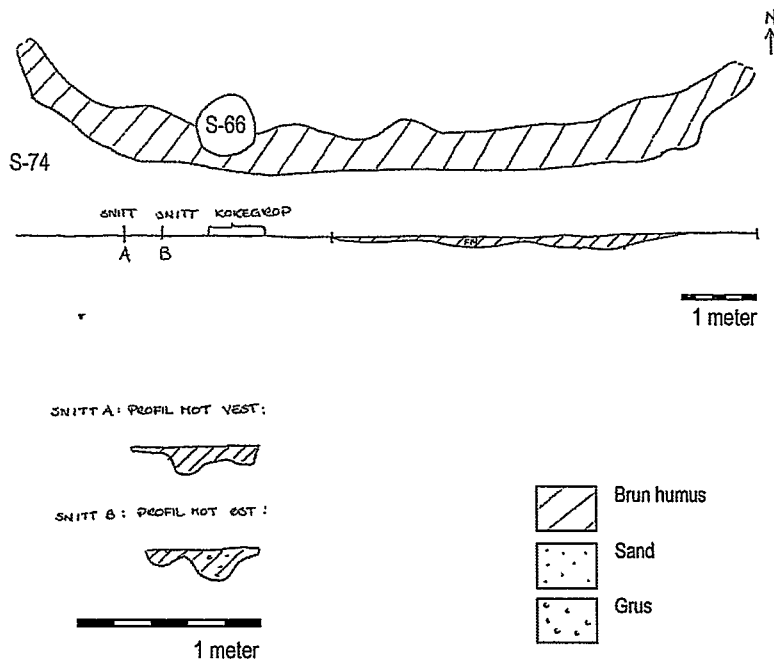 N
S-66
S-74
SNITT SNITT KOKEGROP
A B
FN
1 meter
SNITT A: PROFIL MOT VEST:
SNITT B: PROFIL MOT ØST:
1 meter
Brun humus
Sand
Grus